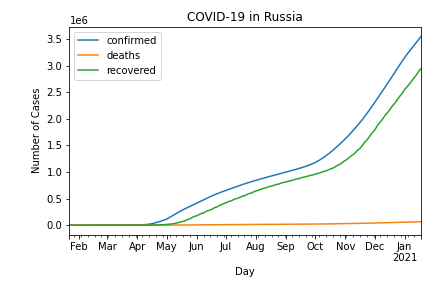 COVID-19 in Russia
1e6
confirmed
deaths
recovered
Number of Cases
3.5
3.0
2.5
2.0
1.5
1.0
0.5
0.0
Feb Mar Apr May Jun Jul Aug Sep Oct Nov Dec Jan
2021
Day